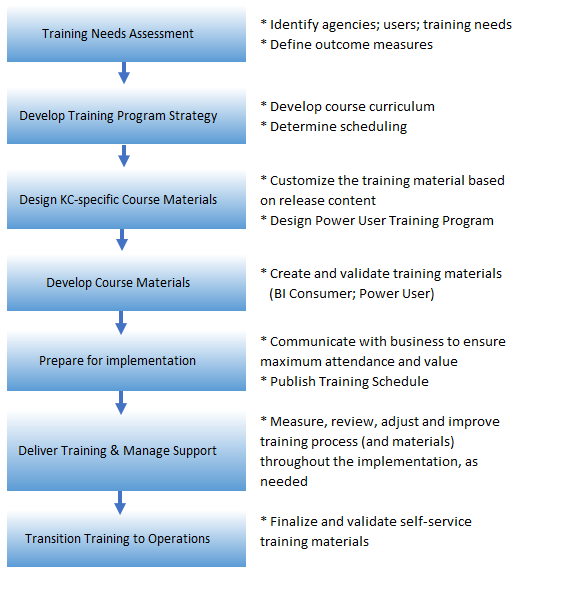 Training Needs Assessment
* Identify agencies; users; training needs
* Define outcome measures
Develop Training Program Strategy
* Develop course curriculum
* Determine scheduling
Design KC-specific Course Materials
* Customize the training material based
on release content
* Design Power User Training Program
Develop Course Materials
* Create and validate training materials
(BI Consumer; Power User)
Prepare for implementation
* Communicate with business to ensure
maximum attendance and value
* Publish Training Schedule
Deliver Training & Manage Support
* Measure, review, adjust and improve
training process (and materials)
throughout the implementation, as
needed
Transition Training to Operations
* Finalize and validate self-service
training materials